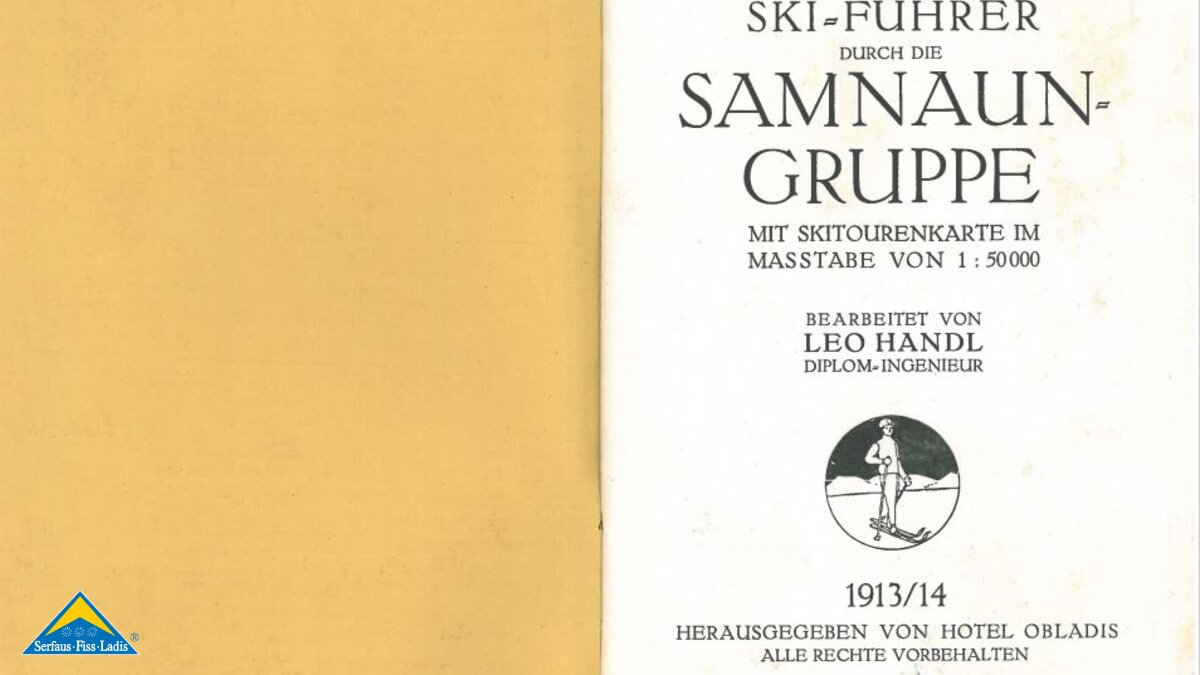 SKI-FÜHRER
DURCH DIE
SAMNAUN-
GRUPPE
MIT SKITOURENKARTE IM
MASSTABE VON 1 : 50000
BEARBEITET VON
LEO HANDL
DIPLOM-INGENIEUR
1913/14
HERAUSGEGEBEN VON HOTEL OBLADIS
ALLE RECHTE VORBEHALTEN
Serfaus·Fiss·Ladis ®